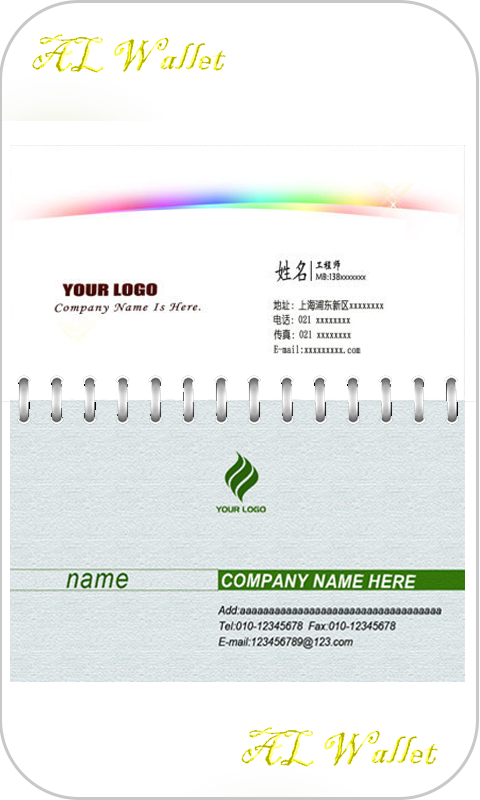 AL Wallet
姓名 工程师
MB:138xxxxxxx
YOUR LOGO
Company Name Is Here.
地址: 上海浦东新区xxxxxxxx
电话: 021 xxxxxxxx
传真: 021 xxxxxxxx
E-mail:xxxxxxxxx.com
YOUR LOGO
name
COMPANY NAME HERE
Add:aaaaaaaaaaaaaaaaaaaaaaaaaaaaaaaaaaa
Tel:010-12345678 Fax:010-12345678
E-mail:123456789@123.com
AL Wallet